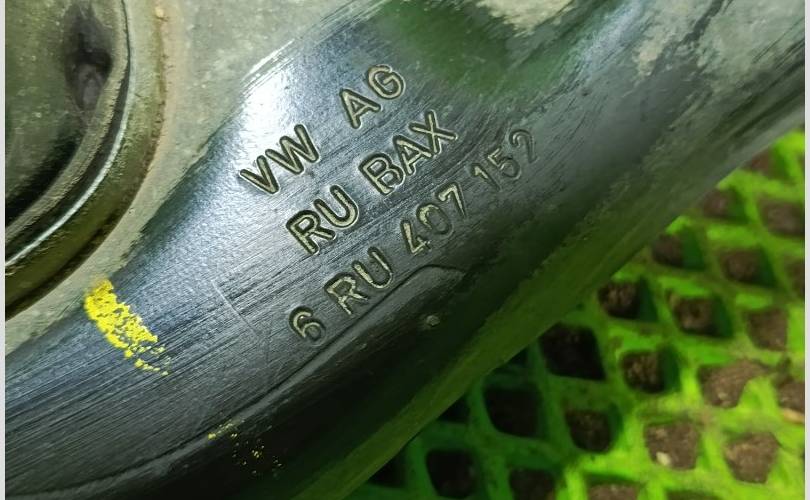 VW AG
RU BAX
6 RU 407 152